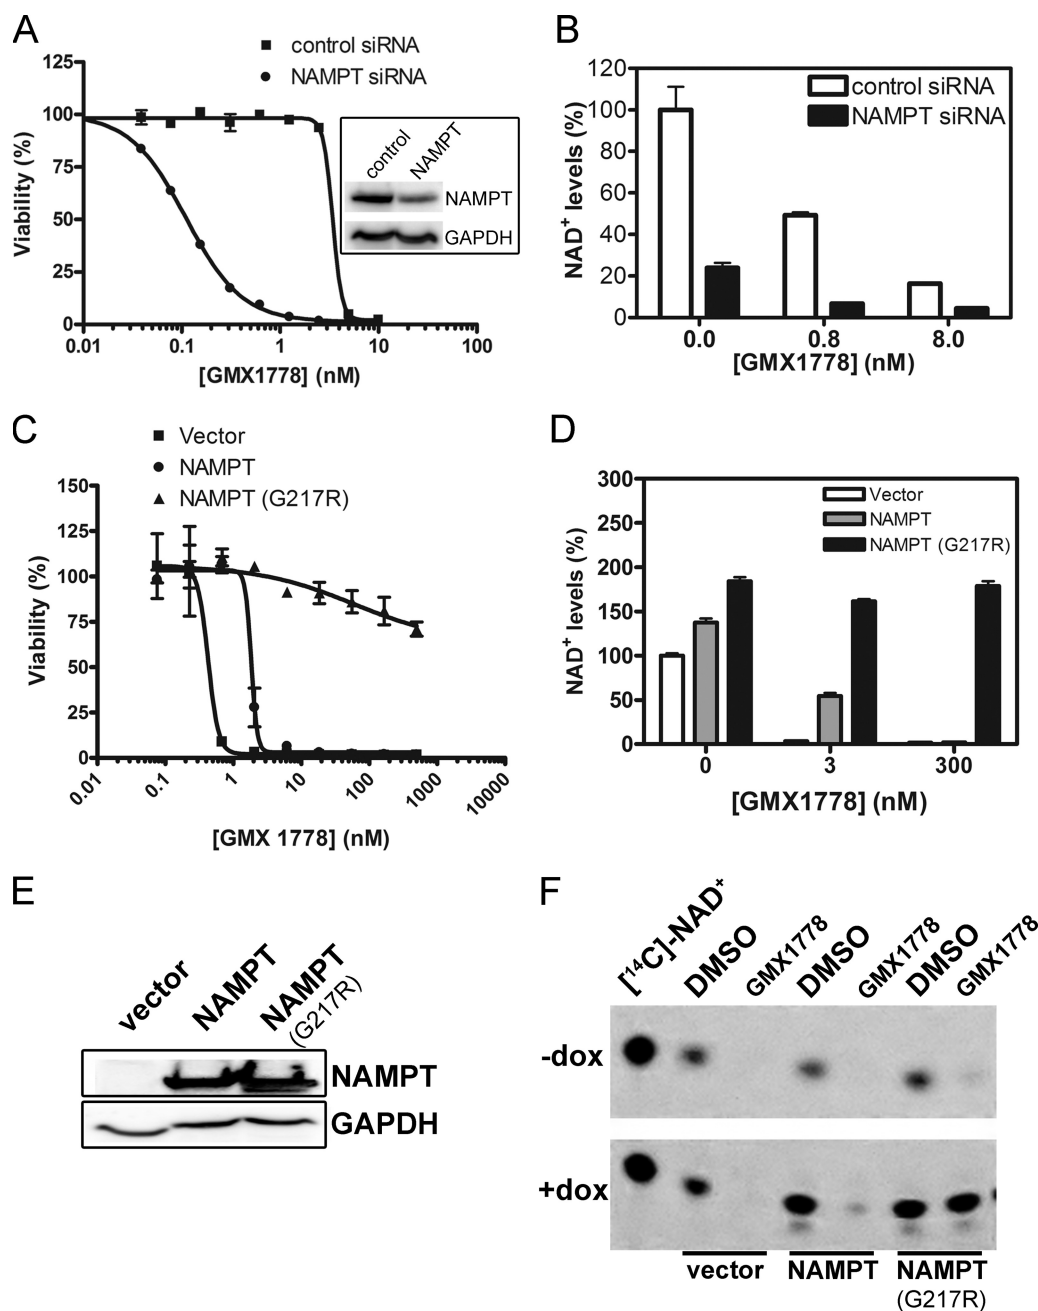 A
control siRNA
NAMPT siRNA
125
100
75
50
25
0
Viability (%)
control
NAMPT
NAMPT
GAPDH
0.01
0.1
1
10
100
[GMX1778] (nM)
B
120
100
80
60
40
20
0
NAD+ levels (%)
control siRNA
NAMPT siRNA
0.0
0.8
8.0
[GMX1778] (nM)
C
Vector
NAMPT
NAMPT (G217R)
150
125
100
75
50
25
0
Viability (%)
0.01
0.1
1
10
100
1000
10000
[GMX 1778] (nM)
D
300
250
200
150
100
50
0
NAD+ levels (%)
Vector
NAMPT
NAMPT (G217R)
0
3
300
[GMX1778] (nM)
E
vector
NAMPT
NAMPT
(G217R)
NAMPT
GAPDH
F
[14C]-NAD+
DMSO
GMX1778
DMSO
GMX1778
DMSO
GMX1778
-dox
+dox
vector
NAMPT
NAMPT
(G217R)